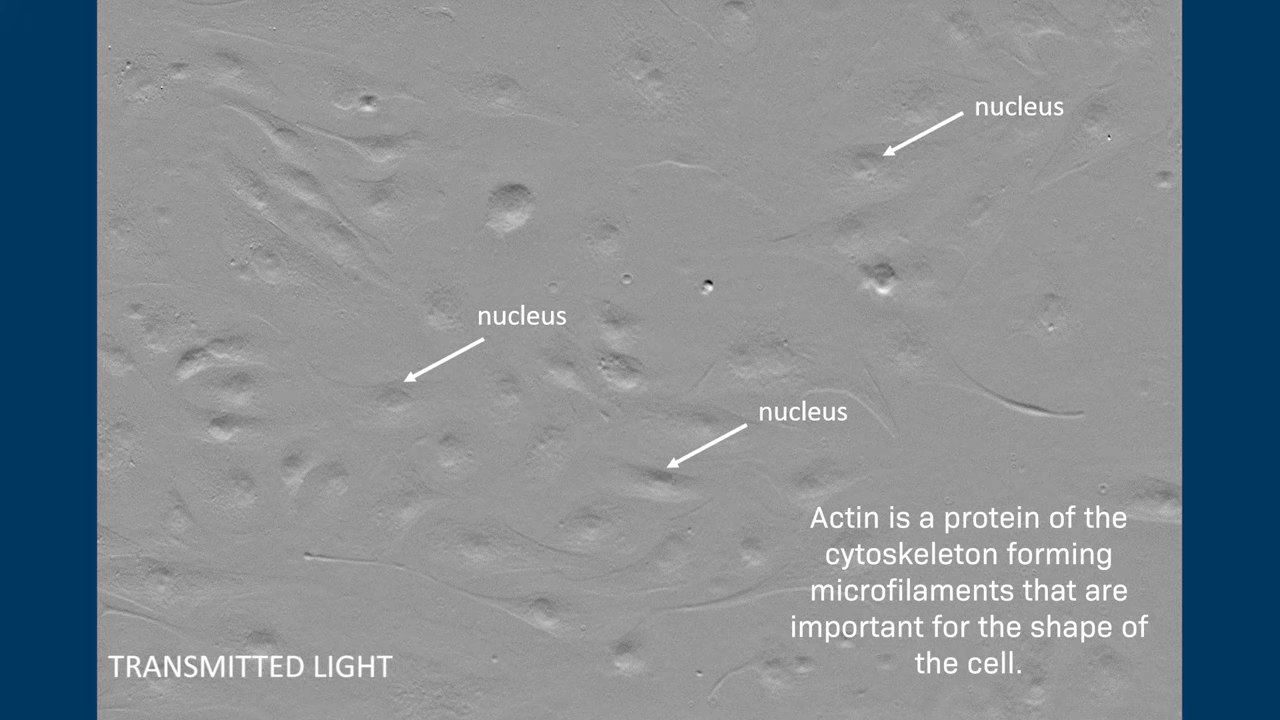 nucleus
nucleus
nucleus
Actin is a protein of the
cytoskeleton forming
microfilaments that are
important for the shape of
the cell.
TRANSMITTED LIGHT